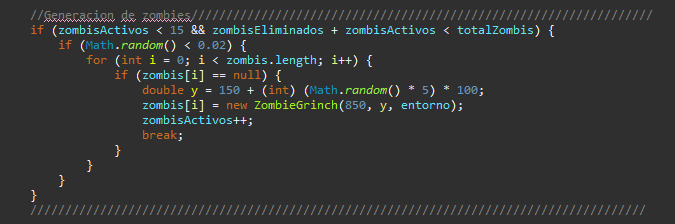 //Generacion de zombies//////////////////////////////////////////////////////////////////
if (zombisActivos < 15 && zombisEliminados + zombisActivos < totalZombis) {
if (Math.random() < 0.02) {
for (int i = 0; i < zombis.length; i++) {
if (zombis[i] == null) {
double y = 150 + (int) (Math.random() * 5) * 100;
zombis[i] = new ZombieGrinch(850, y, entorno);
zombisActivos++;
break;
}
}
}
}
////////////////////////////////////////////////////////////////////////////////////////